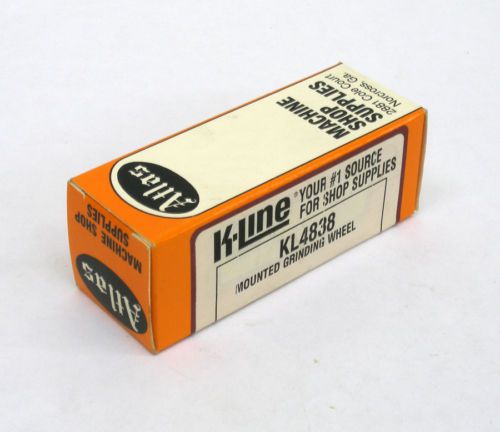 Atlas
MACHINE
SHOP
SUPPLIES
2881 Cole Court
Norcross, Ga.
K-Line
® YOUR #1 SOURCE
FOR SHOP SUPPLIES
KL4838
MOUNTED GRINDING WHEEL
MACHINE SHOP
SUPPLIES
Atlas